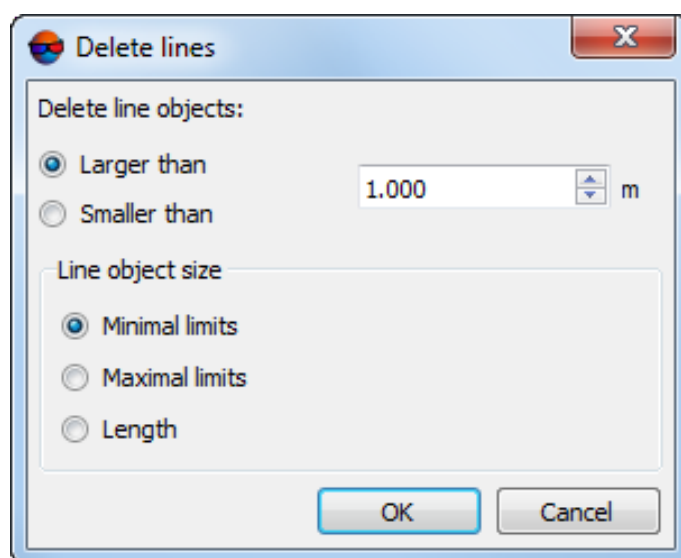 Delete lines
Delete line objects:
Larger than
1.000 m
Smaller than
Line object size
Minimal limits
Maximal limits
Length
OK Cancel